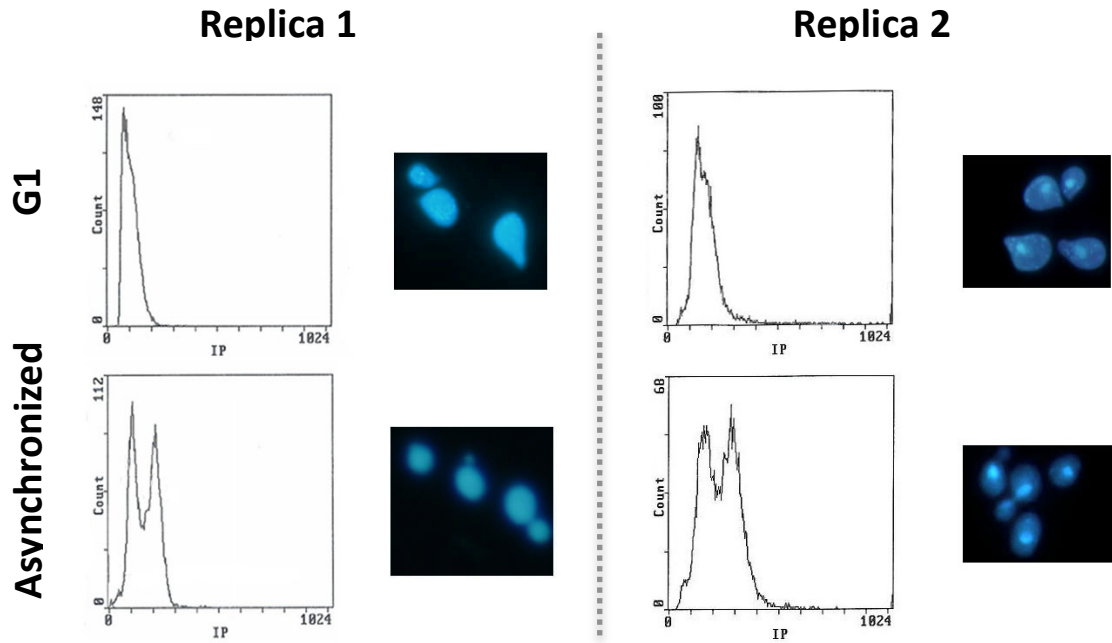 Replica 1
Replica 2
G1
148
Count
0
0
1024
IP
100
Count
0
0
1024
IP
Asynchronized
112
Count
0
0
1024
IP
68
Count
0
0
1024
IP